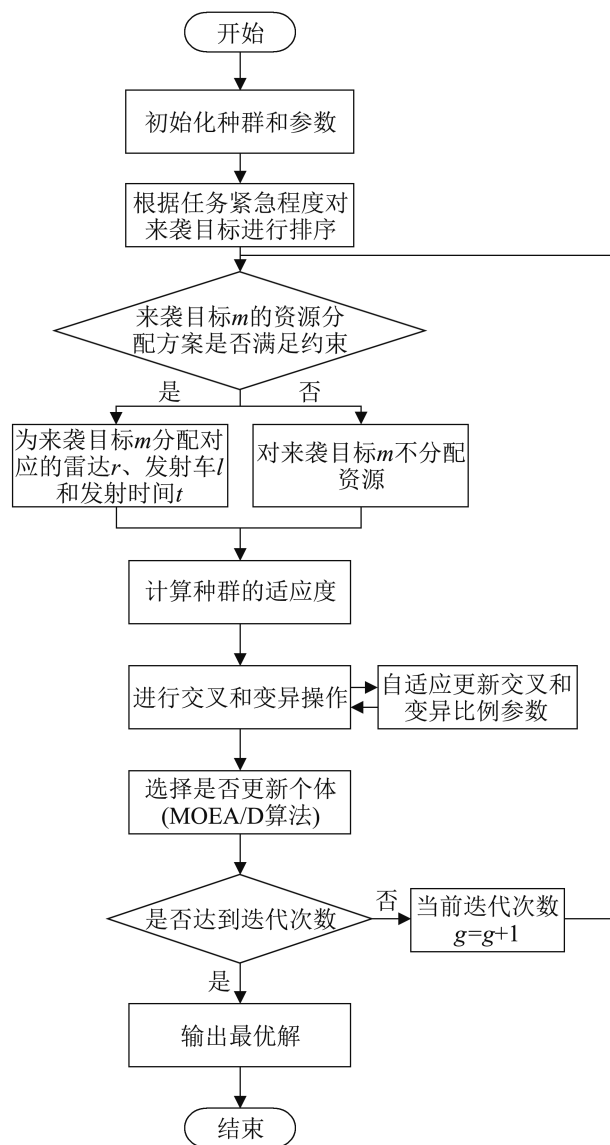 开始
初始化种群和参数
根据任务紧急程度对
来袭目标进行排序
来袭目标m的资源分
配方案是否满足约束
是
否
为来袭目标m分配对
应的雷达r、发射车l
和发射时间t
对来袭目标m不分配
资源
计算种群的适应度
进行交叉和变异操作
自适应更新交叉和
变异比例参数
选择是否更新个体
(MOEA/D算法)
是否达到迭代次数
否
当前迭代次数
g=g+1
是
输出最优解
结束